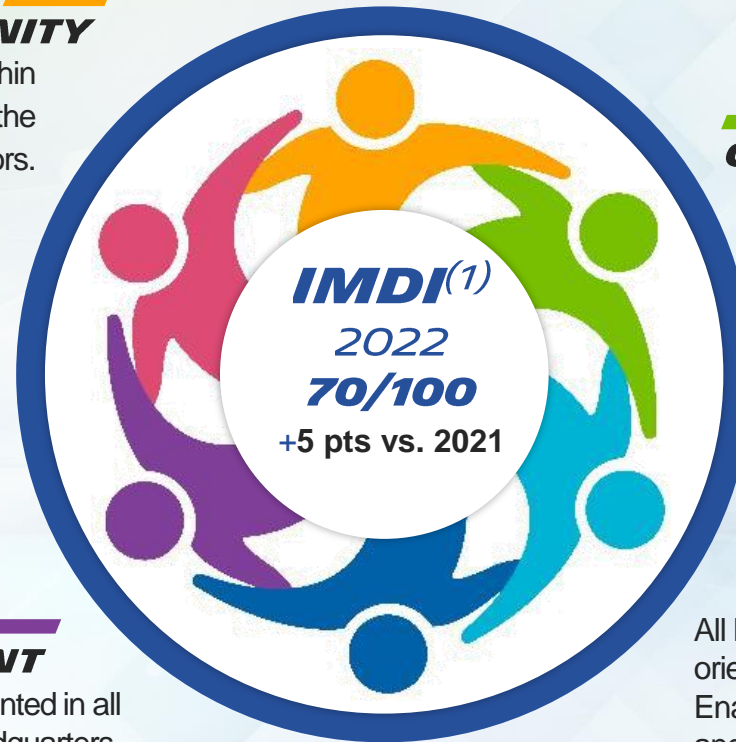 NITY
hin
the
ors.
IMDI(1)
2022
70/100
+5 pts vs. 2021
NT
nted in all
dquarters
All
orie
Ena